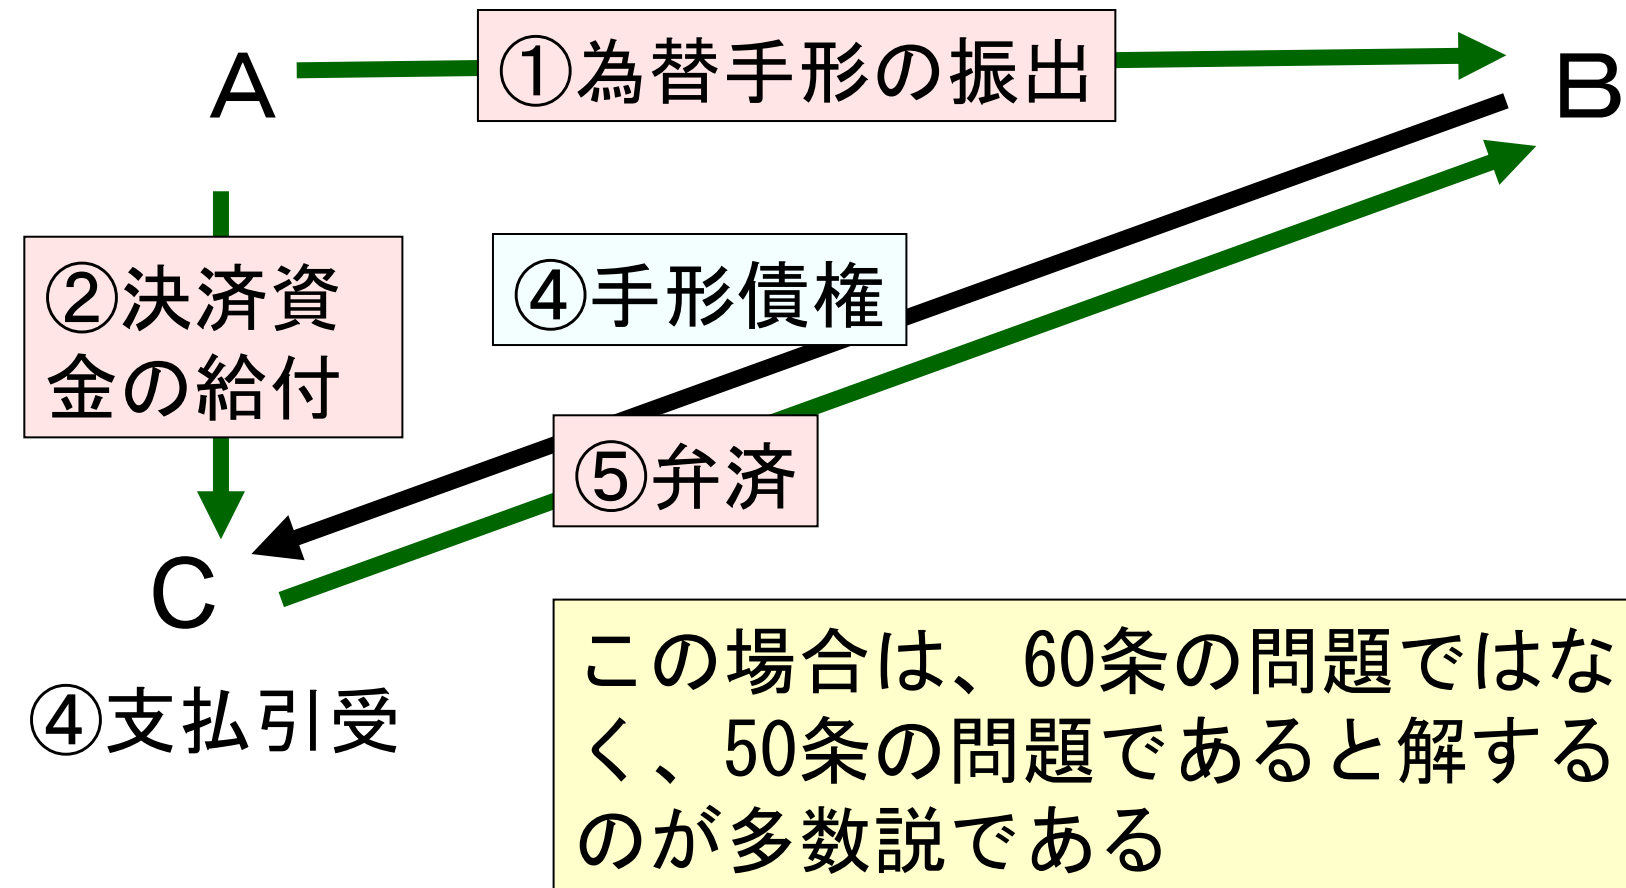 A
①為替手形の振出
B
②決済資
金の給付
④手形債権
⑤弁済
C
④支払引受
この場合は、60条の問題ではな
く、50条の問題であると解する
のが多数説である